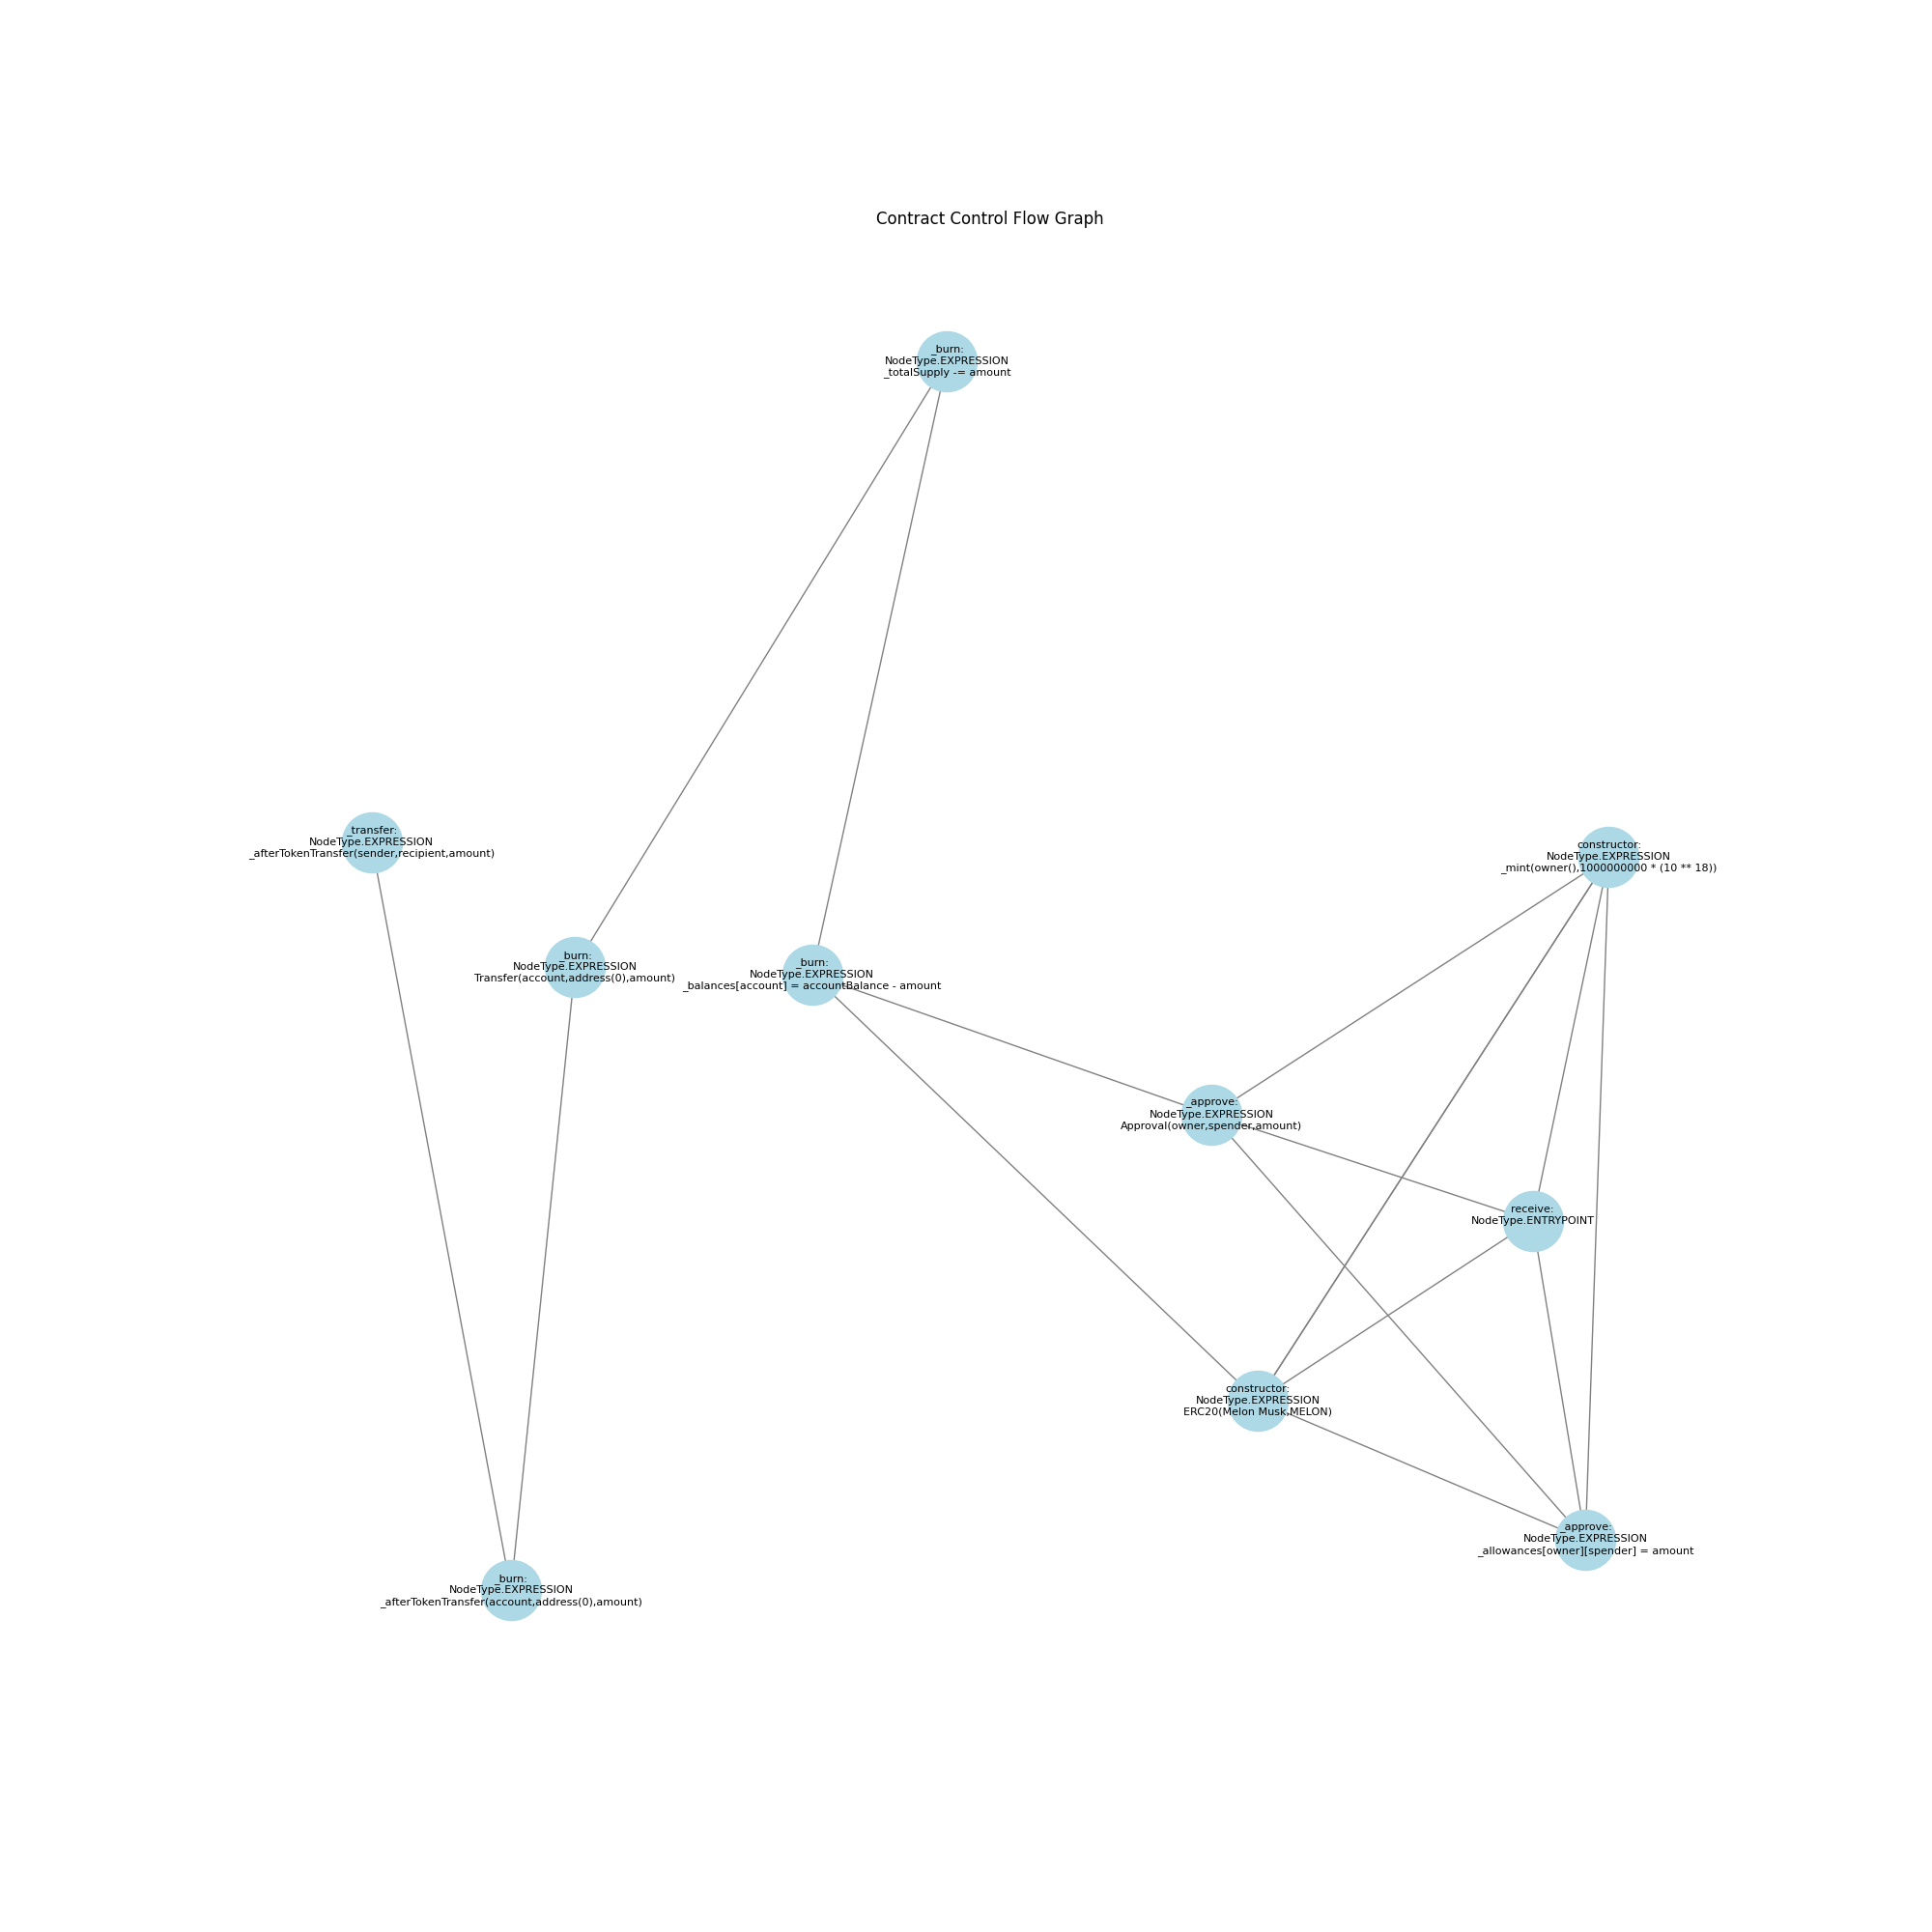 Contract Control Flow Graph
_burn:
NodeType.EXPRESSION
_totalSupply -= amount
_transfer:
NodeType.EXPRESSION
_afterTokenTransfer(sender,recipient,amount)
constructor:
NodeType.EXPRESSION
_mint(owner(),1000000000 * (10 ** 18))
_burn:
NodeType.EXPRESSION
Transfer(account,address(0),amount)
_burn:
NodeType.EXPRESSION
_balances[account] = accountBalance - amount
_approve:
NodeType.EXPRESSION
Approval(owner,spender,amount)
receive:
NodeType.ENTRYPOINT
constructor:
NodeType.EXPRESSION
ERC20(Melon Musk,MELON)
_approve:
NodeType.EXPRESSION
_allowances[owner][spender] = amount
_burn:
NodeType.EXPRESSION
_afterTokenTransfer(account,address(0),amount)